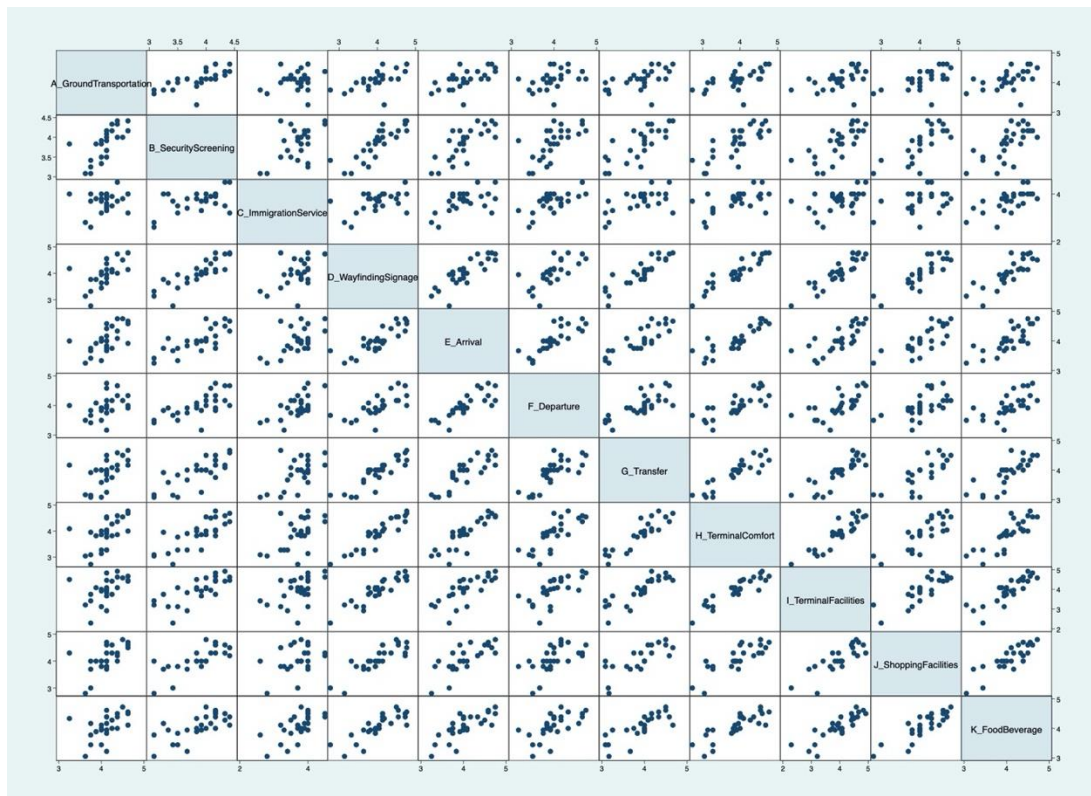 3 3.5 4 4.5 3 4 5 3 4 5 3 4 5 3 4 5
A_GroundTransportation
5
4
3
4.5
4
3.5
3
B_SecurityScreening
C_ImmigrationService
4
2
5
4
3
D_WayfindingSignage
E_Arrival
5
4
3
5
4
3
F_Departure
G_Transfer
5
4
3
5
4
3
H_TerminalComfort
I_TerminalFacilities
5
4
3
2
5
4
3
J_ShoppingFacilities
K_FoodBeverage
5
4
3
3 4 5 2 4 3 4 5 3 4 5 2 3 4 5 3 4 5